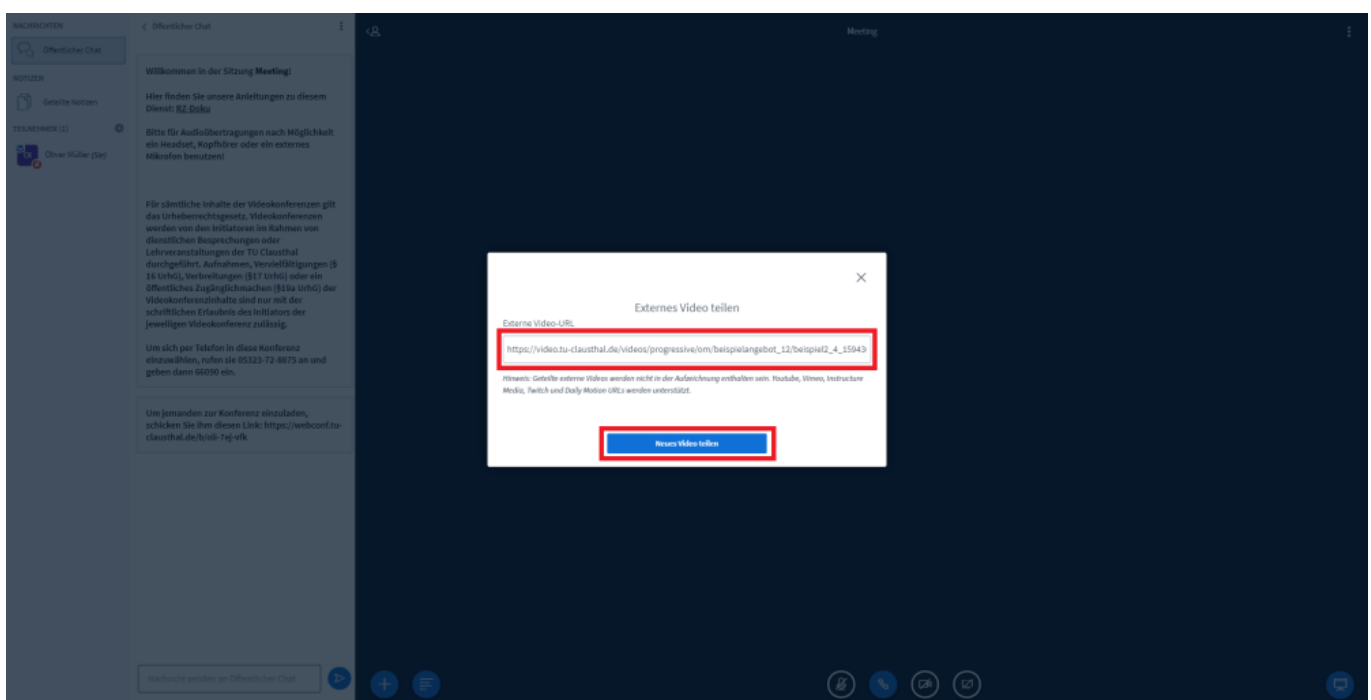 NACHRICHTEN
Öffentlicher Chat
NOTIZEN
Geteilte Notizen
TEILNEHMER (1)
Oliver Müller (Sie)
Öffentlicher Chat
Willkommen in der Sitzung Meeting!
Hier finden Sie unsere Anleitungen zu diesem
Dienst: RZ-Doku
Bitte für Audioübertragungen nach Möglichkeit
ein Headset, Kopfhörer oder ein externes
Mikrofon benutzen!
Für sämtliche Inhalte der Videokonferenzen gilt
das Urheberrechtsgesetz. Videokonferenzen
werden von den Initiatoren im Rahmen von
dienstlichen Besprechungen oder
Lehrveranstaltungen der TU Clausthal
durchgeführt. Aufnahmen, Vervielfältigungen (§
16 UrhG), Verbreitungen (§17 UrhG) oder ein
öffentliches Zugänglichmachen (§19a UrhG) der
Videokonferenzinhalte sind nur mit der
schriftlichen Erlaubnis des Initiators der
jeweiligen Videokonferenz zulässig.
Um sich per Telefon in diese Konferenz
einzuwählen, rufen sie 05323-72-8875 an und
geben dann 66090 ein.
Um jemanden zur Konferenz einzuladen,
schicken Sie ihm diesen Link: https://webconf.tu-
Nachricht senden an Öffentlicher Chat
Meeting
Externes Video teilen
Externe Video-URL
https://video.tu-clausthal.de/videos/progressive/om/beispielangebot_12/beispiel2_4_15943
Hinweis: Geteilte externe Videos werden nicht in der Aufzeichnung enthalten sein. Youtube, Vimeo, Instructure
Media, Twitch und Daily Motion URLs werden unterstützt.
Neues Video teilen